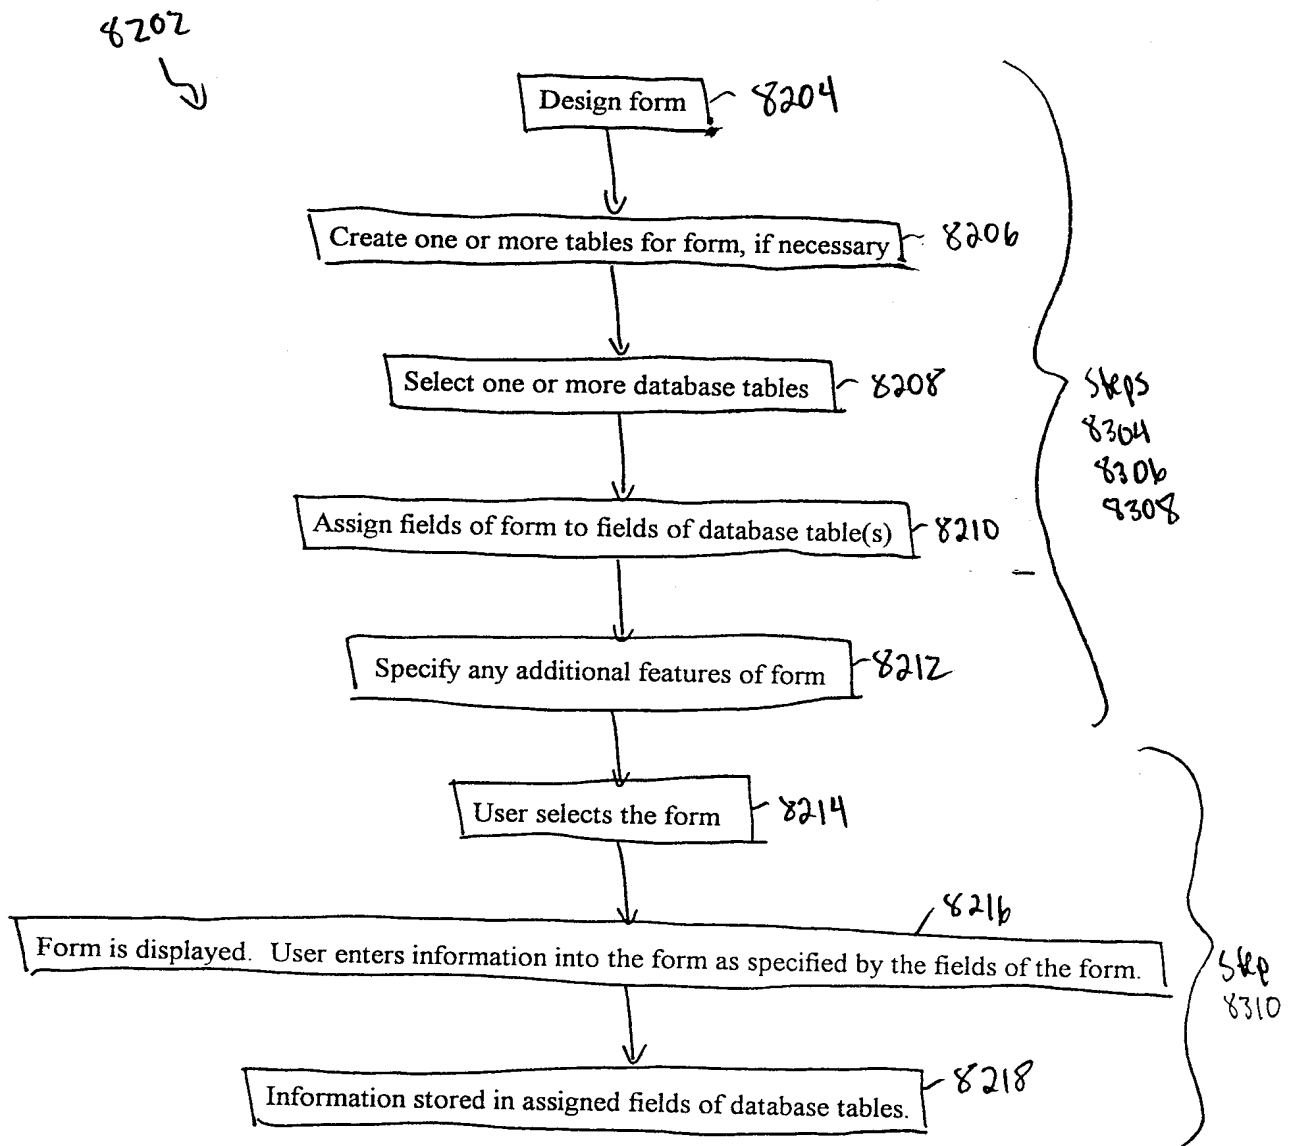 8202
Design form
8204
Create one or more tables for form, if necessary
8206
Select one or more database tables
8208
Steps
8304
8306
8308
Assign fields of form to fields of database table(s)
8210
Specify any additional features of form
8212
User selects the form
8214
8216
Form is displayed. User enters information into the form as specified by the fields of the form.
Step
8310
Information stored in assigned fields of database tables.
8218